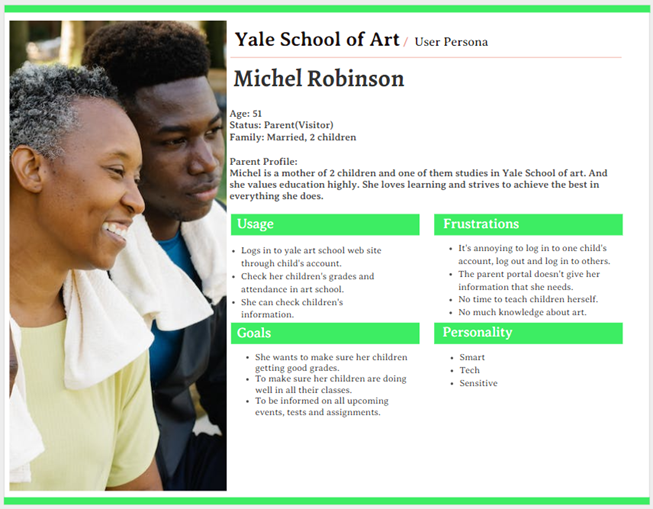 Yale School of Art / User Persona
Michel Robinson
Age: 51
Status: Parent(Visitor)
Family: Married, 2 children
Parent Profile:
Michel is a mother of 2 children and one of them studies in Yale School of art. And
she values education highly. She loves learning and strives to achieve the best in
everything she does.
Usage
• Logs in to yale art school web site
through child's account.
• Check her children's grades and
attendance in art school.
• She can check children's
information.
Frustrations
• It's annoying to log in to one child's
account, log out and log in to others.
• The parent portal doesn't give her
information that she needs.
• No time to teach children herself.
• No much knowledge about art.
Goals
• She wants to make sure her children
getting good grades.
• To make sure her children are doing
well in all their classes.
• To be informed on all upcoming
events, tests and assignments.
Personality
• Smart
• Tech
• Sensitive